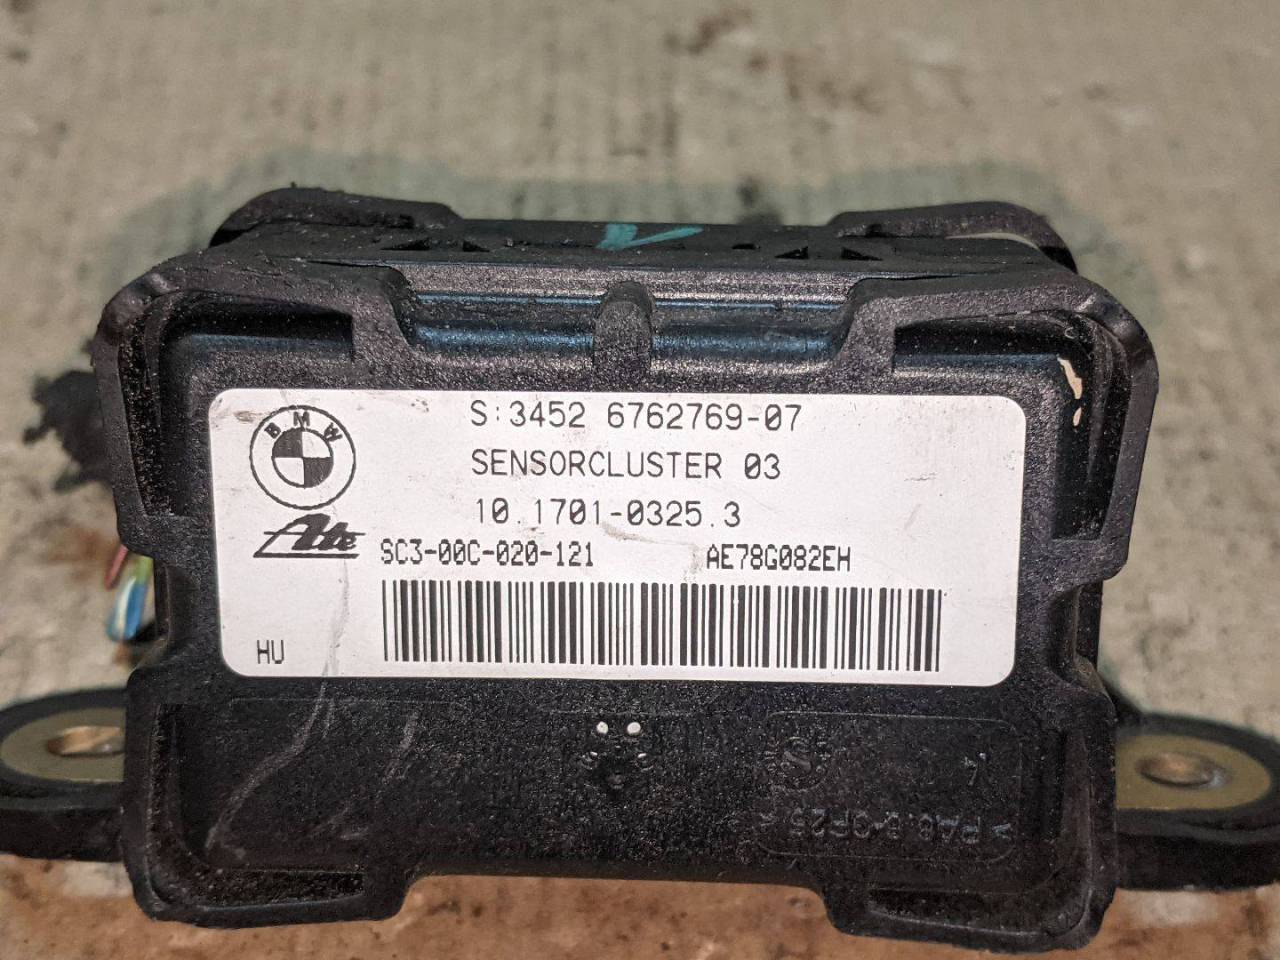 BMW
S:3452 6762769-07
SENSORCLUSTER 03
10.1701-0325.3
Ate
SC3-00C-020-121 AE78G082EH
HU